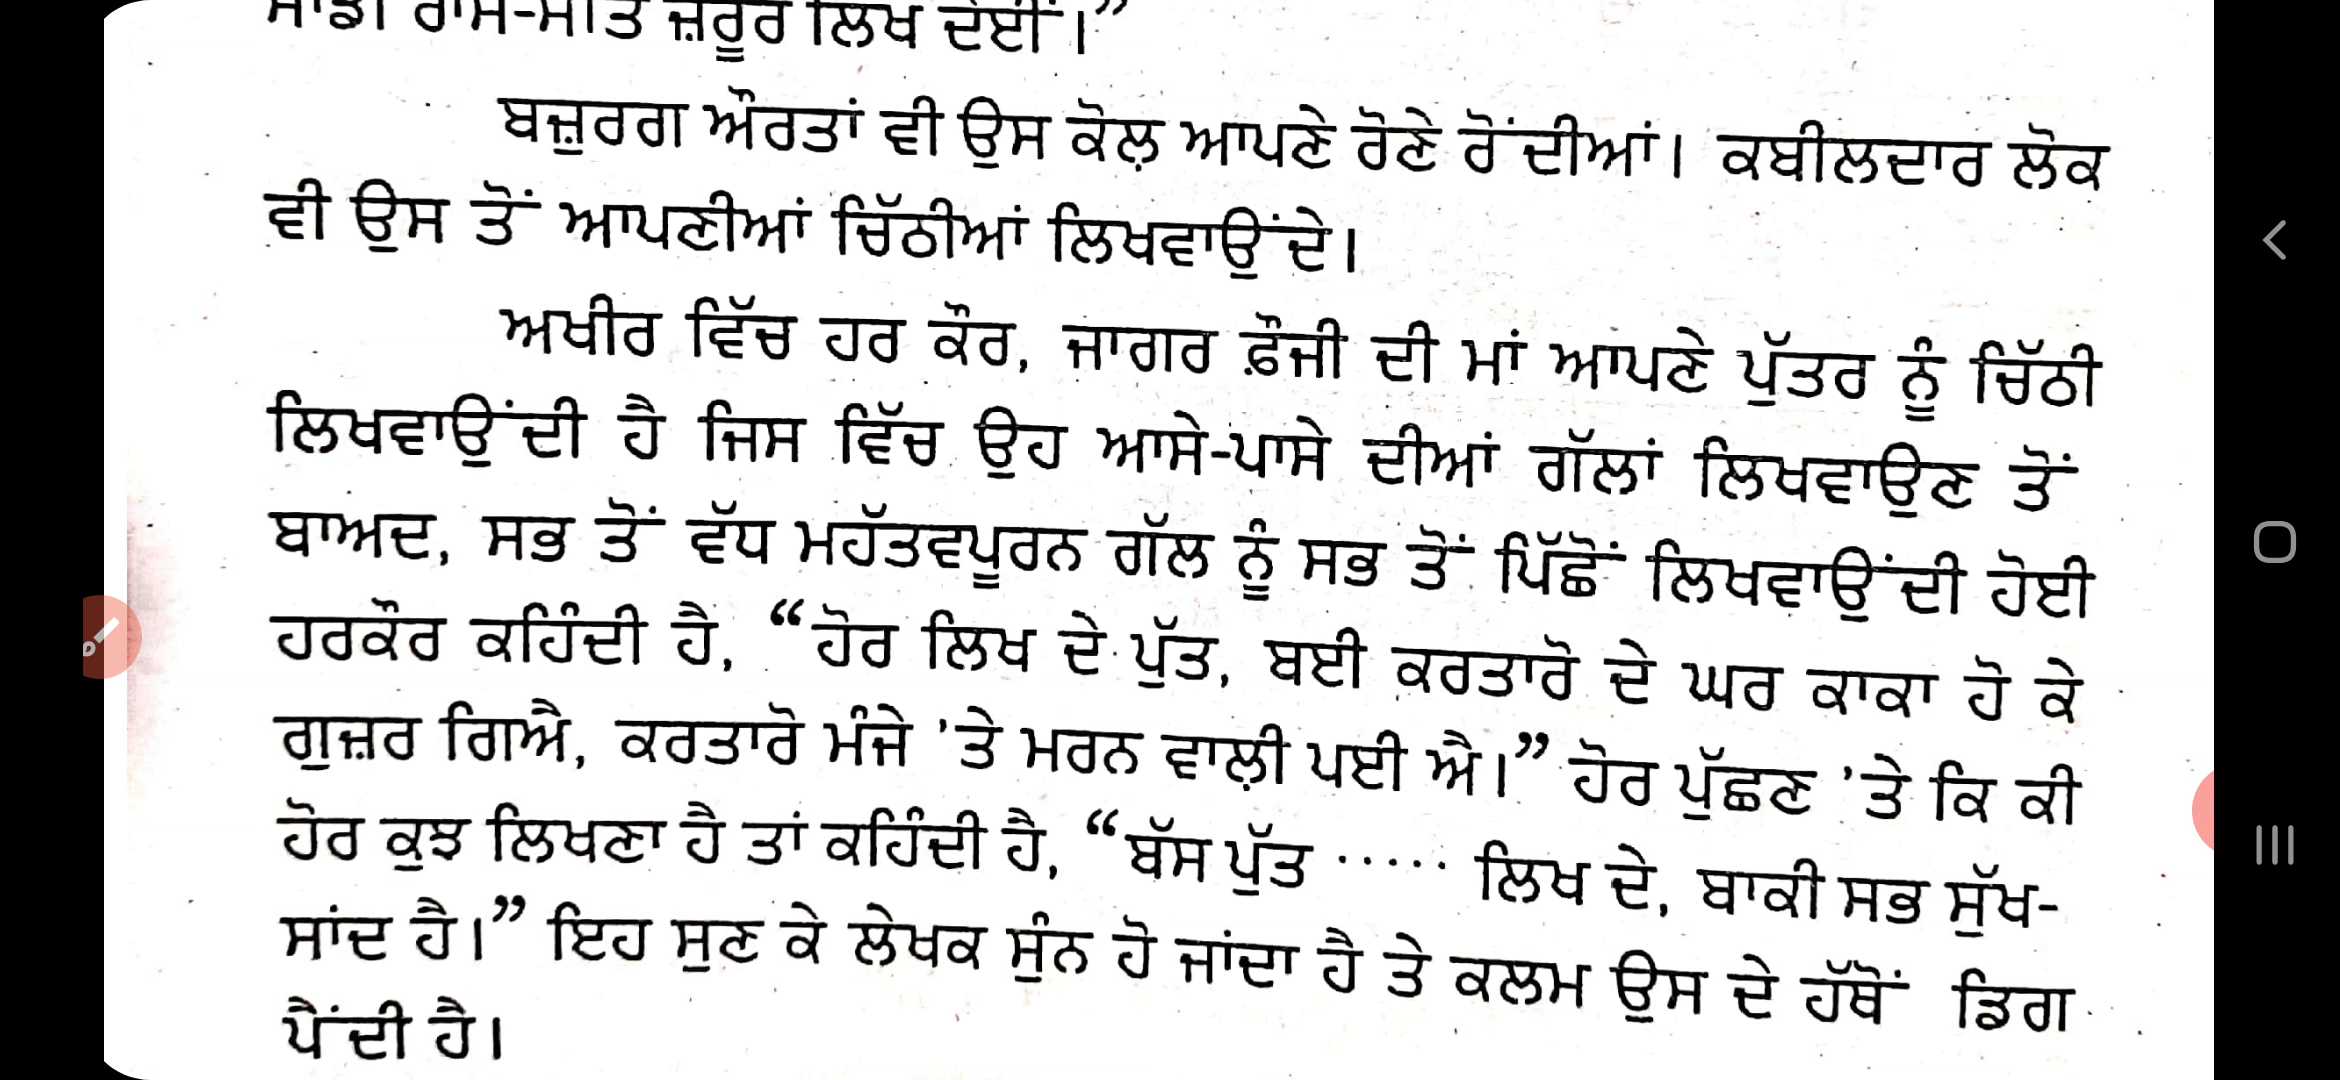 ਸਾਡੀ ਰਾਸ-ਸਤਿ ਜ਼ਰੂਰ ਲਿਖ ਦੇਈਂ।”
ਬਜ਼ੁਰਗ ਔਰਤਾਂ ਵੀ ਉਸ ਕੋਲ਼ ਆਪਣੇ ਰੋਣੇ ਰੋਂਦੀਆਂ। ਕਬੀਲਦਾਰ ਲੋਕ
ਵੀ ਉਸ ਤੋਂ ਆਪਣੀਆਂ ਚਿੱਠੀਆਂ ਲਿਖਵਾਉਂਦੇ।
ਅਖੀਰ ਵਿੱਚ ਹਰ ਕੌਰ, ਜਾਗਰ ਫ਼ੌਜੀ ਦੀ ਮਾਂ ਆਪਣੇ ਪੁੱਤਰ ਨੂੰ ਚਿੱਠੀ
ਲਿਖਵਾਉਂਦੀ ਹੈ ਜਿਸ ਵਿੱਚ ਉਹ ਆਸੇ-ਪਾਸੇ ਦੀਆਂ ਗੱਲਾਂ ਲਿਖਵਾਉਣ ਤੋਂ
ਬਾਅਦ, ਸਭ ਤੋਂ ਵੱਧ ਮਹੱਤਵਪੂਰਨ ਗੱਲ ਨੂੰ ਸਭ ਤੋਂ ਪਿੱਛੋਂ ਲਿਖਵਾਉਂਦੀ ਹੋਈ
ਹਰਕੌਰ ਕਹਿੰਦੀ ਹੈ, “ਹੋਰ ਲਿਖ ਦੇ ਪੁੱਤ, ਬਈ ਕਰਤਾਰੋ ਦੇ ਘਰ ਕਾਕਾ ਹੋ ਕੇ
ਗੁਜ਼ਰ ਗਿਐ, ਕਰਤਾਰੋ ਮੰਜੇ 'ਤੇ ਮਰਨ ਵਾਲ਼ੀ ਪਈ ਐ।” ਹੋਰ ਪੁੱਛਣ 'ਤੇ ਕਿ ਕੀ
ਹੋਰ ਕੁਝ ਲਿਖਣਾ ਹੈ ਤਾਂ ਕਹਿੰਦੀ ਹੈ, “ਬੱਸ ਪੁੱਤ ..... ਲਿਖ ਦੇ, ਬਾਕੀ ਸਭ ਸੁੱਖ-
ਸਾਂਦ ਹੈ।” ਇਹ ਸੁਣ ਕੇ ਲੇਖਕ ਸੁੰਨ ਹੋ ਜਾਂਦਾ ਹੈ ਤੇ ਕਲਮ ਉਸ ਦੇ ਹੱਥੋਂ ਡਿਗ
ਪੈਂਦੀ ਹੈ।